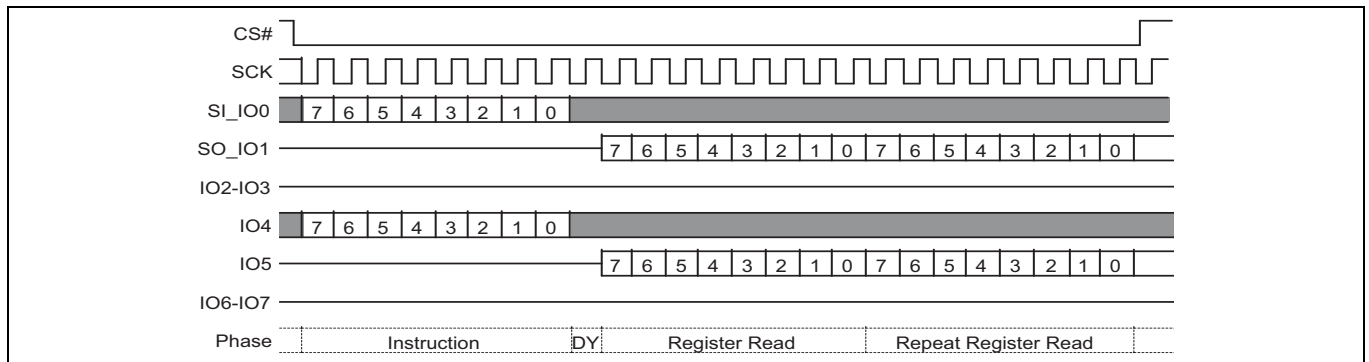 CS#
SCK
SI_IO0 7 6 5 4 3 2 1 0
SO_IO1 7 6 5 4 3 2 1 0 7 6 5 4 3 2 1 0
IO2-IO3
IO4 7 6 5 4 3 2 1 0
IO5 7 6 5 4 3 2 1 0 7 6 5 4 3 2 1 0
IO6-IO7
Phase Instruction DY Register Read Repeat Register Read